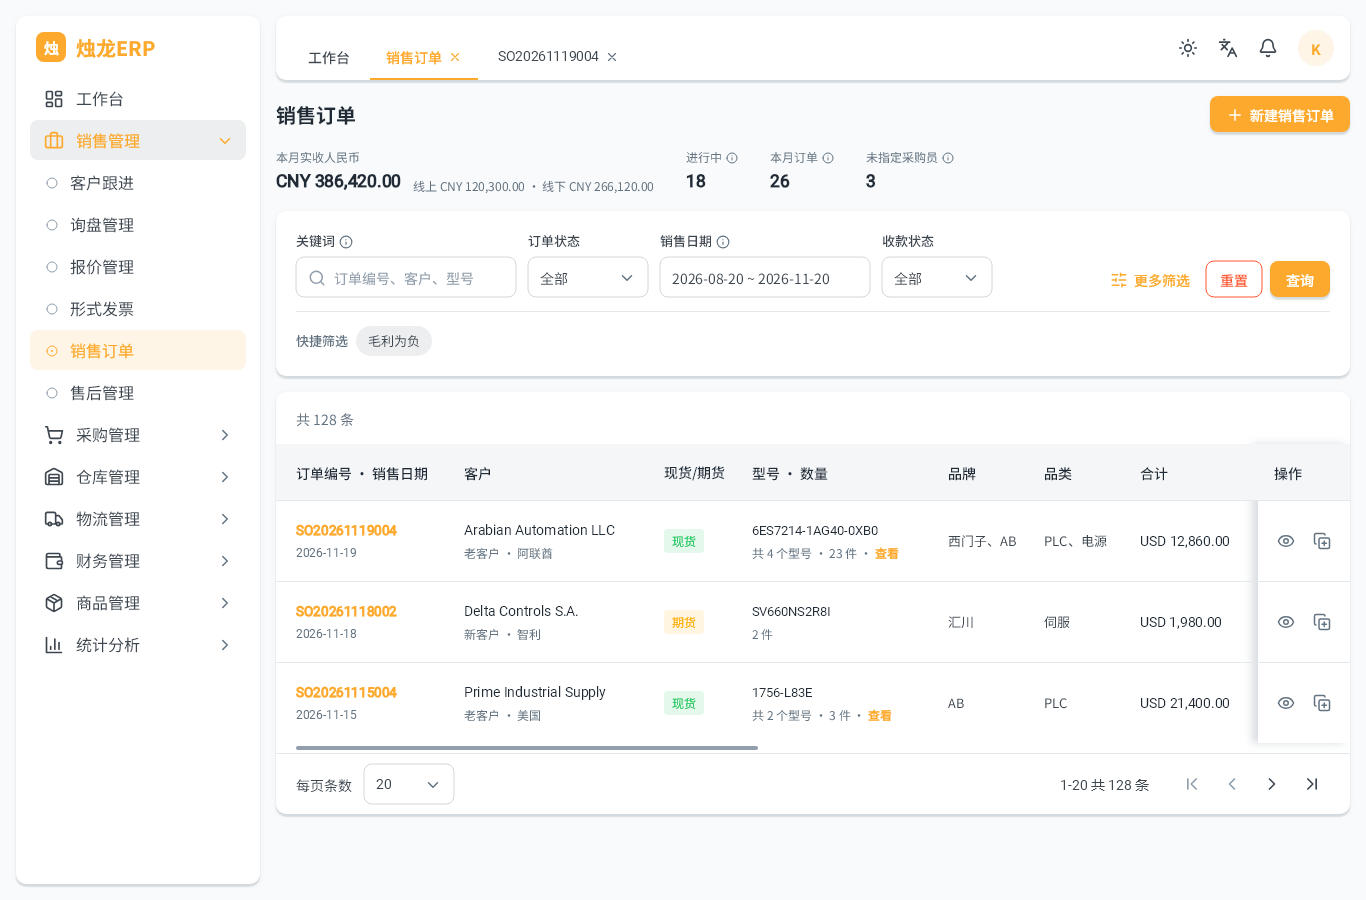 烛 烛龙ERP
工作台
销售管理
客户跟进
询盘管理
报价管理
形式发票
销售订单
售后管理
采购管理
仓库管理
物流管理
财务管理
商品管理
统计分析
工作台 销售订单 SO20261119004
K
销售订单
新建销售订单
本月实收人民币 进行中 本月订单 未指定采购员
CNY 386,420.00 线上 CNY 120,300.00 · 线下 CNY 266,120.00 18 26 3
关键词 订单状态 销售日期 收款状态
订单编号、客户、型号 全部 2026-08-20 ~ 2026-11-20 全部 更多筛选 重置 查询
快捷筛选 毛利为负
共 128 条
订单编号 · 销售日期 客户 现货/期货 型号 · 数量 品牌 品类 合计 操作
SO20261119004 Arabian Automation LLC 现货 6ES7214-1AG40-0XB0 西门子、AB PLC、电源 USD 12,860.00
2026-11-19 老客户 · 阿联酋 共 4 个型号 · 23 件 · 查看
SO20261118002 Delta Controls S.A. 期货 SV660NS2R8I 汇川 伺服 USD 1,980.00
2026-11-18 新客户 · 智利 2 件
SO20261115004 Prime Industrial Supply 现货 1756-L83E AB PLC USD 21,400.00
2026-11-15 老客户 · 美国 共 2 个型号 · 3 件 · 查看
每页条数 20 1-20 共 128 条